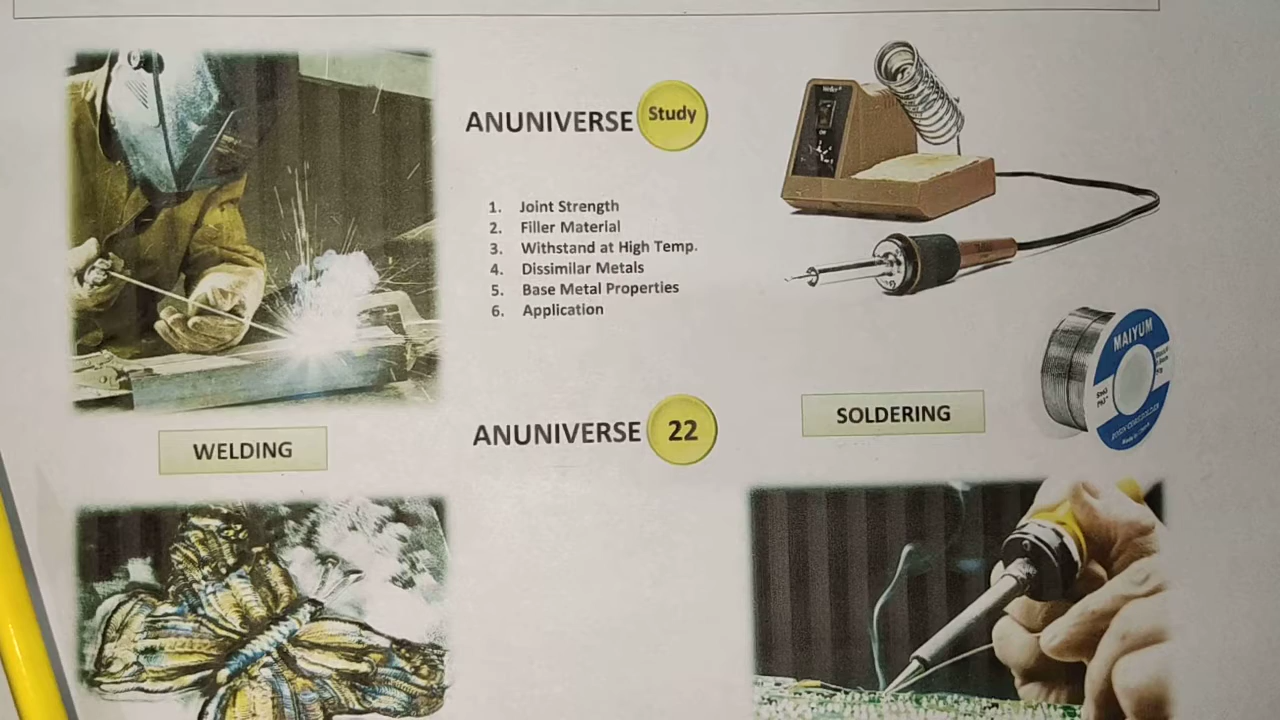 ANUNIVERSE Study
1. Joint Strength
2. Filler Material
3. Withstand at High Temp.
4. Dissimilar Metals
5. Base Metal Properties
6. Application
ANUNIVERSE 22
WELDING
SOLDERING
MAIYUM